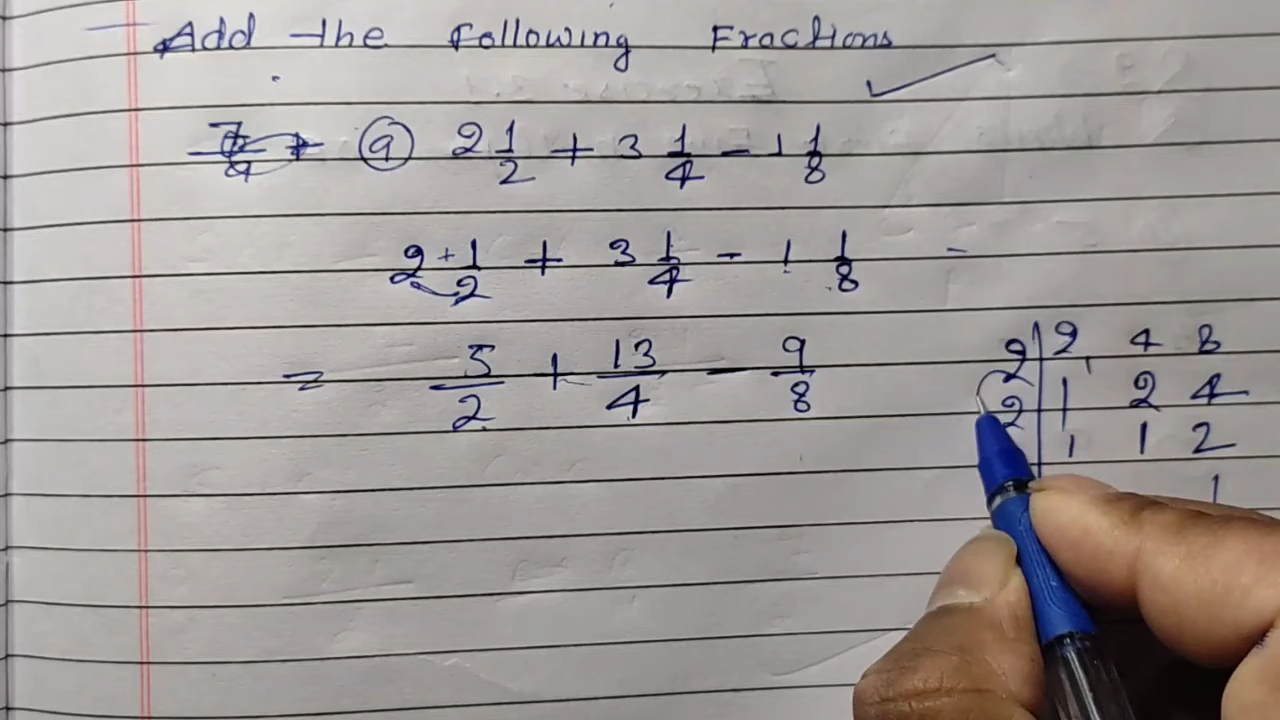 Add the following Fractions
(a) 2 1/2 + 3 1/4 - 1 1/8
2 + 1/2 + 3 1/4 - 1 1/8 -
= 5/2 + 13/4 - 9/8
2 | 2 4 8
2 | 1 2 4
1 1 2
1